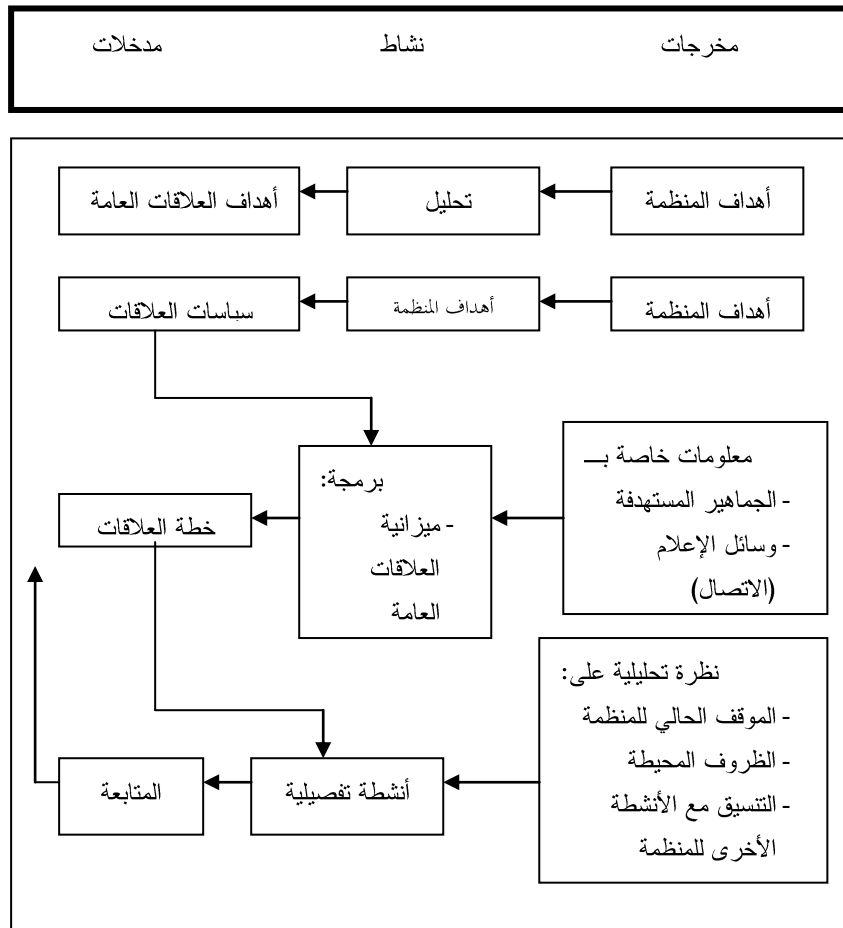 مخرجات
نشاط
مدخلات
أهداف المنظمة
تحليل
أهداف العلاقات العامة
أهداف المنظمة
أهداف المنظمة
سياسات العلاقات
معلومات خاصة بـــ
- الجماهير المستهدفة
- وسائل الإعلام
(الاتصال)
برمجة:
- ميزانية
العلاقات
العامة
خطة العلاقات
نظرة تحليلية على:
- الموقف الحالي للمنظمة
- الظروف المحيطة
- التنسيق مع الأنشطة
الأخرى للمنظمة
أنشطة تفصيلية
المتابعة